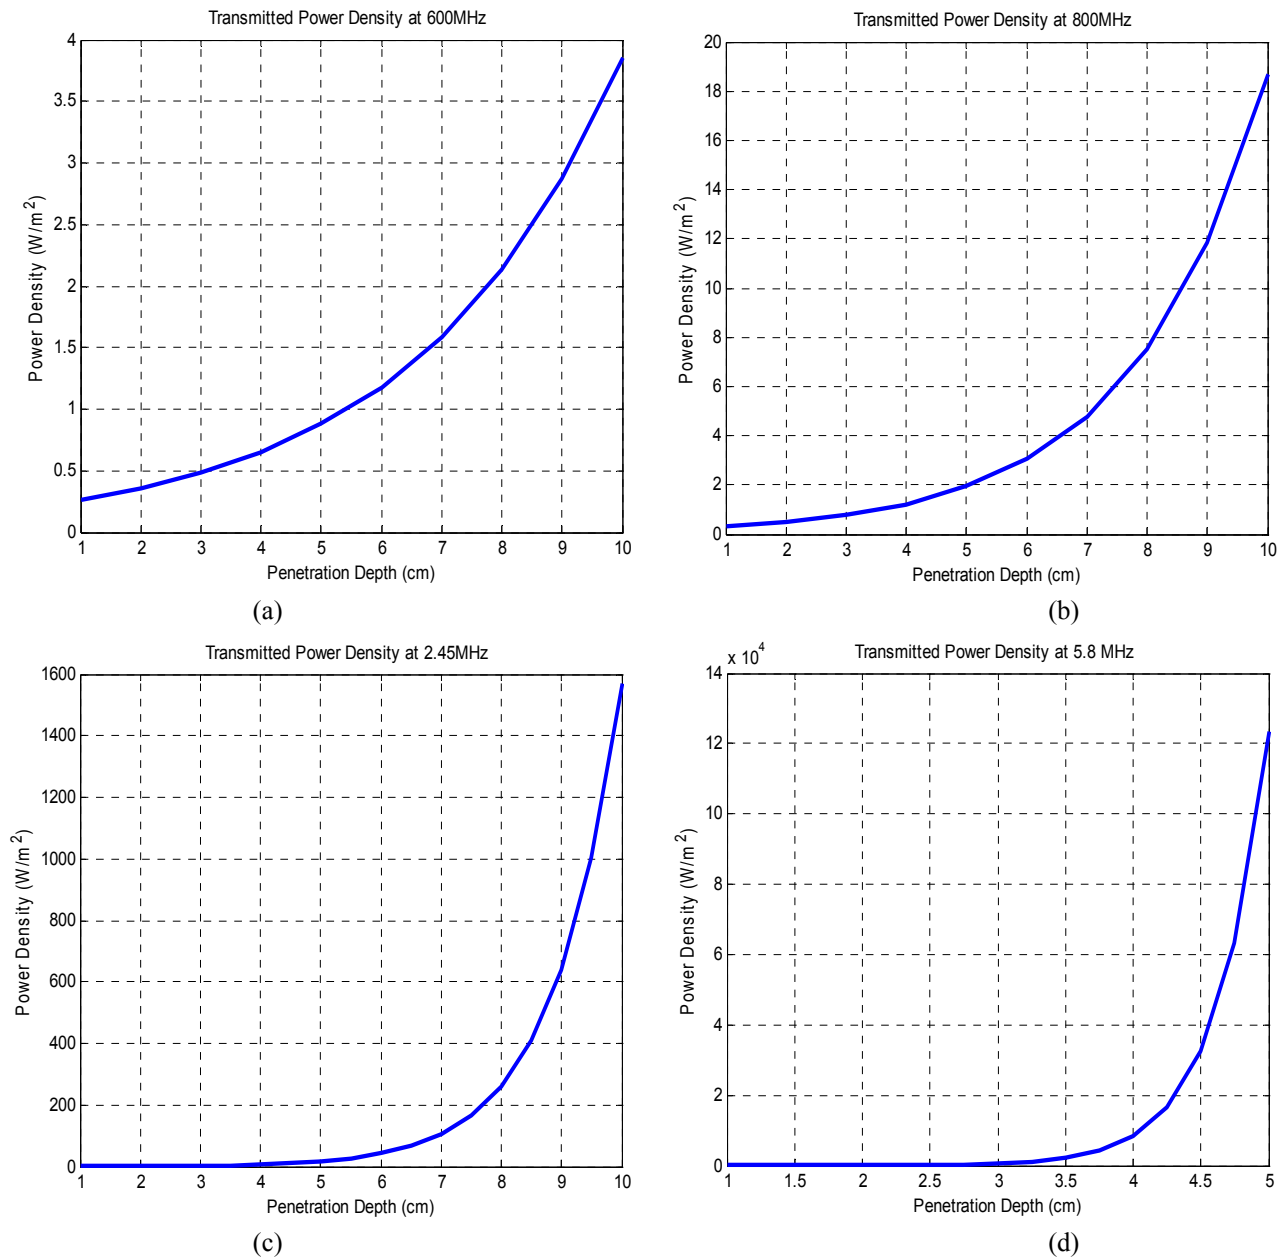 Transmitted Power Density at 600MHz
4
3.5
3
2.5
2
1.5
1
0.5
0
Power Density (W/m²)
1 2 3 4 5 6 7 8 9 10
Penetration Depth (cm)
(a)
Transmitted Power Density at 800MHz
20
18
16
14
12
10
8
6
4
2
0
Power Density (W/m²)
1 2 3 4 5 6 7 8 9 10
Penetration Depth (cm)
(b)
Transmitted Power Density at 2.45MHz
1600
1400
1200
1000
800
600
400
200
0
Power Density (W/m²)
1 2 3 4 5 6 7 8 9 10
Penetration Depth (cm)
(c)
x 10⁴
Transmitted Power Density at 5.8 MHz
14
12
10
8
6
4
2
0
Power Density (W/m²)
1 1.5 2 2.5 3 3.5 4 4.5 5
Penetration Depth (cm)
(d)